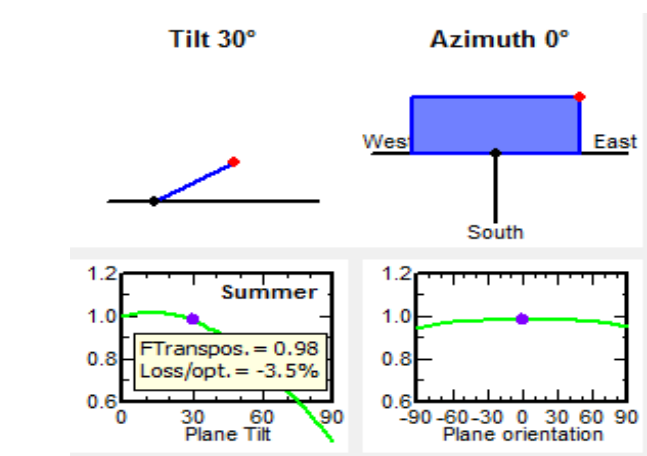 Tilt 30°
Azimuth 0°
Wes
East
South
1.2
1.0
0.8
0.6
Summer
FTranspos. = 0.98
Loss/opt. = -3.5%
0 30 60 90
Plane Tilt
1.2
1.0
0.8
0.6
-90 -60 -30 0 30 60 90
Plane orientation